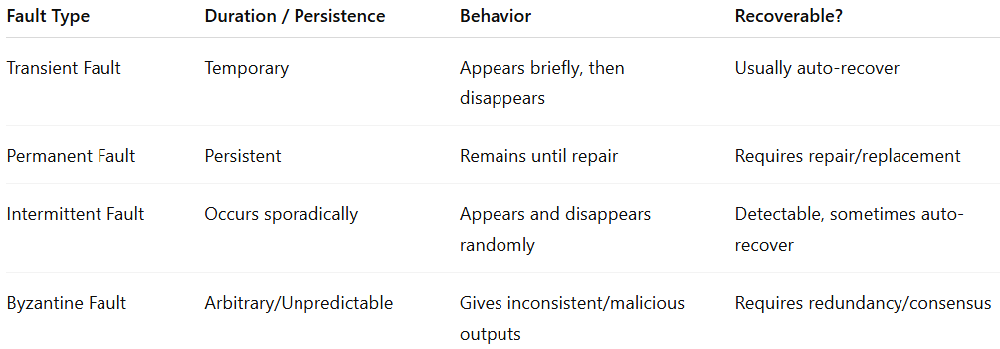 Fault Type Duration / Persistence Behavior Recoverable?
Transient Fault Temporary Appears briefly, then Usually auto-recover
disappears
Permanent Fault Persistent Remains until repair Requires repair/replacement
Intermittent Fault Occurs sporadically Appears and disappears Detectable, sometimes auto-
randomly recover
Byzantine Fault Arbitrary/Unpredictable Gives inconsistent/malicious Requires redundancy/consensus
outputs